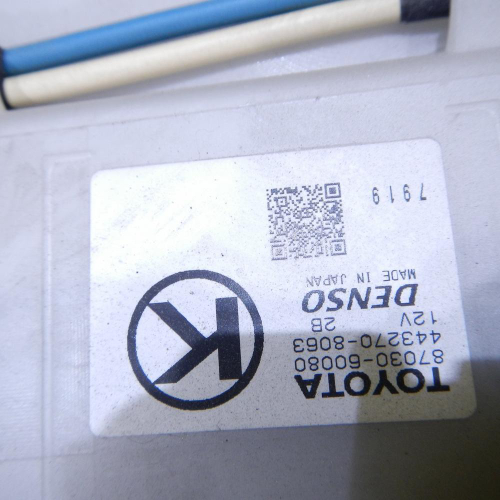 TOYOTA
87030-60080
443270-8063
12V 2B
DENSO
MADE IN JAPAN
K
7919